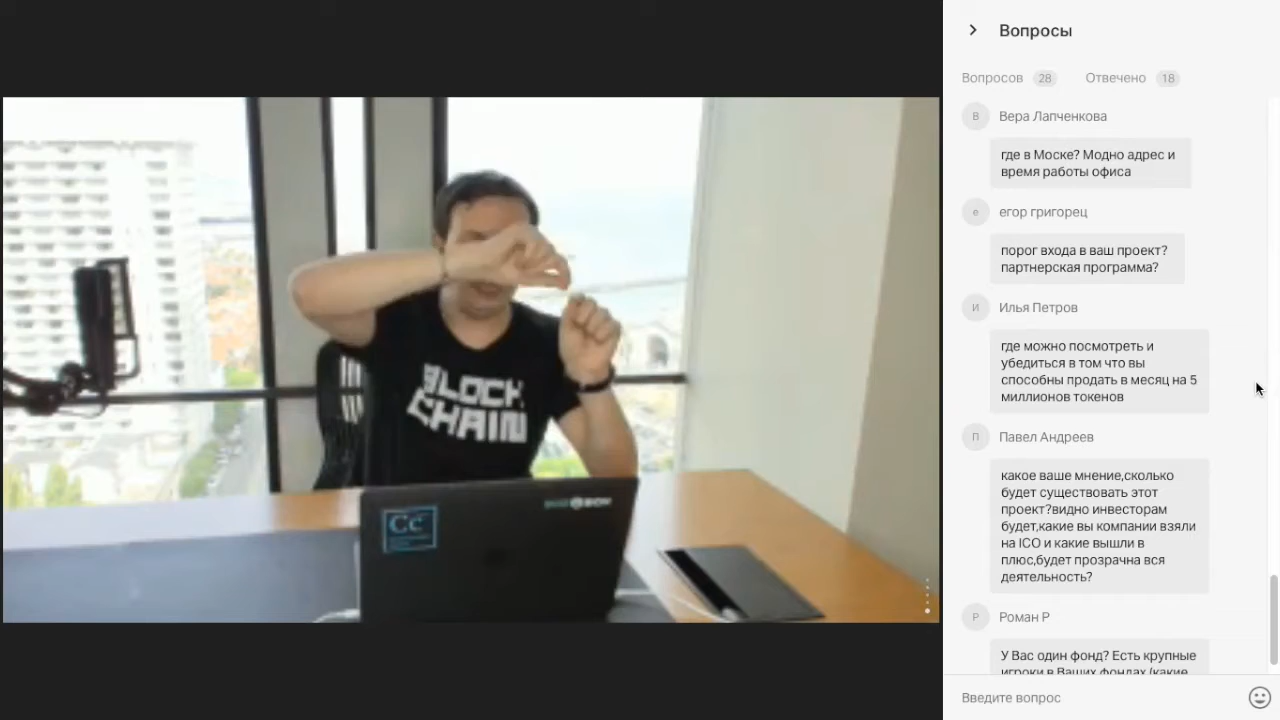 Вопросы
Вопросов 28 Отвечено 18
В Вера Лапченкова
где в Моске? Модно адрес и
время работы офиса
е егор григорец
порог входа в ваш проект?
партнерская программа?
И Илья Петров
где можно посмотреть и
убедиться в том что вы
способны продать в месяц на 5
миллионов токенов
П Павел Андреев
какое ваше мнение,сколько
будет существовать этот
проект?видно инвесторам
будет,какие вы компании взяли
на ICO и какие вышли в
плюс,будет прозрачна вся
деятельность?
Р Роман Р
У Вас один фонд? Есть крупные
игроки в Ваших фондах (какие
Введите вопрос
BLOCK
CHAIN
Cc